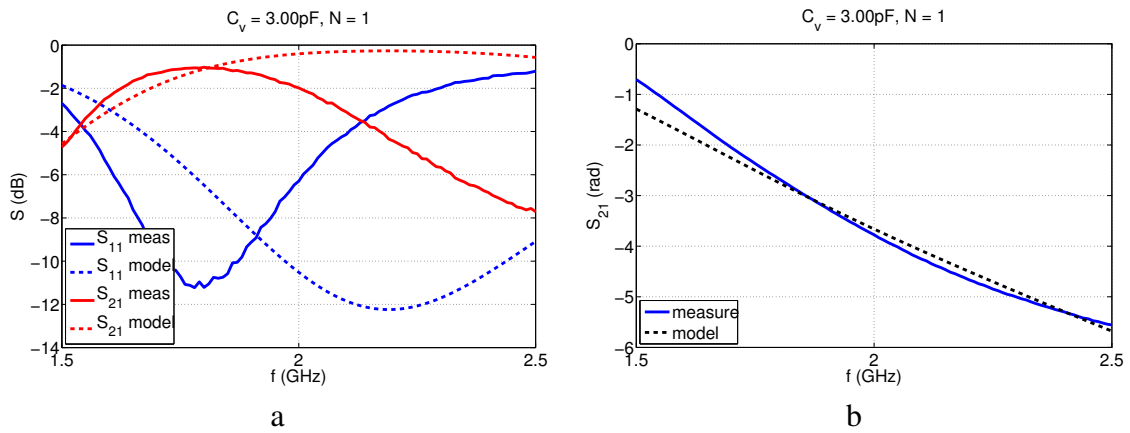 C_v = 3.00pF, N = 1
0
−2
−4
−6
−8
−10
−12
−14
S (dB)
S_11 meas
S_11 model
S_21 meas
S_21 model
1.5
2
2.5
f (GHz)
a
C_v = 3.00pF, N = 1
0
−1
−2
−3
−4
−5
−6
S_21 (rad)
measure
model
1.5
2
2.5
f (GHz)
b